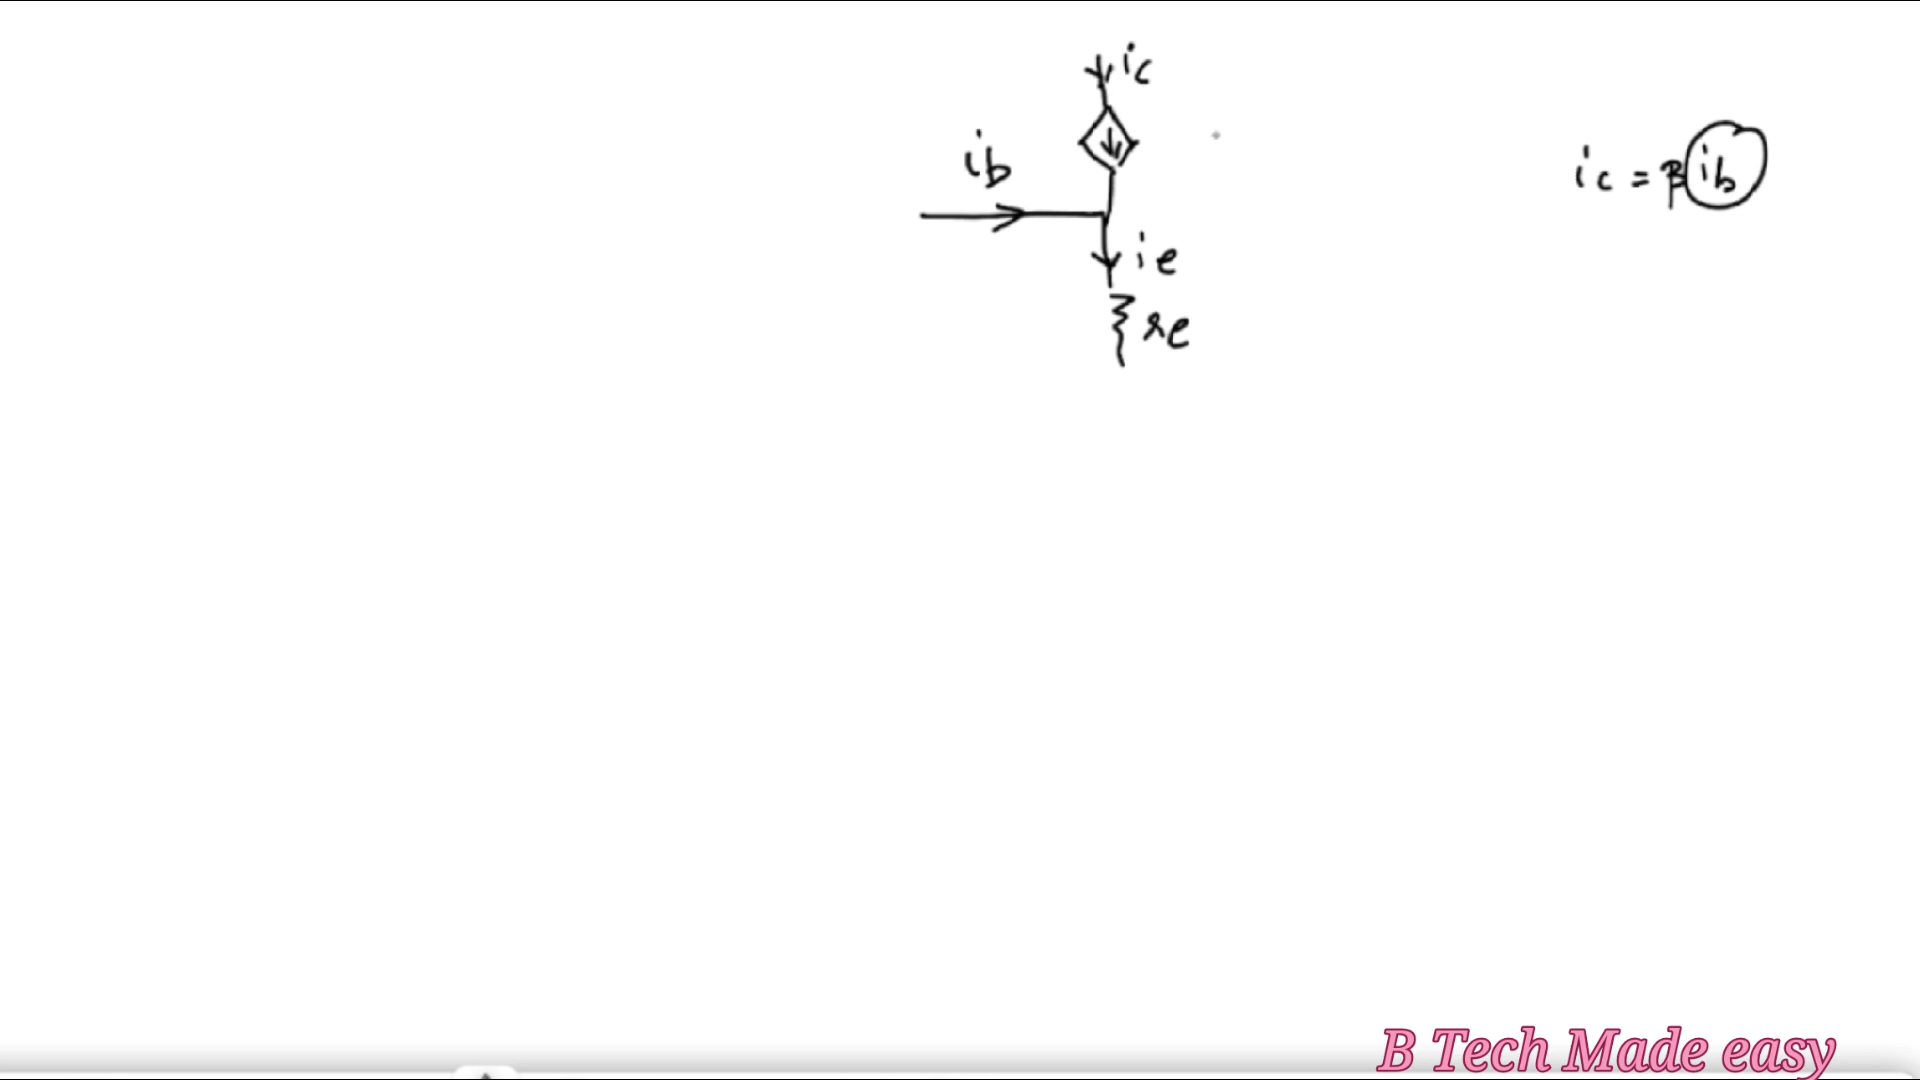 ic
ib
ic = βib
ie
re
B Tech Made easy